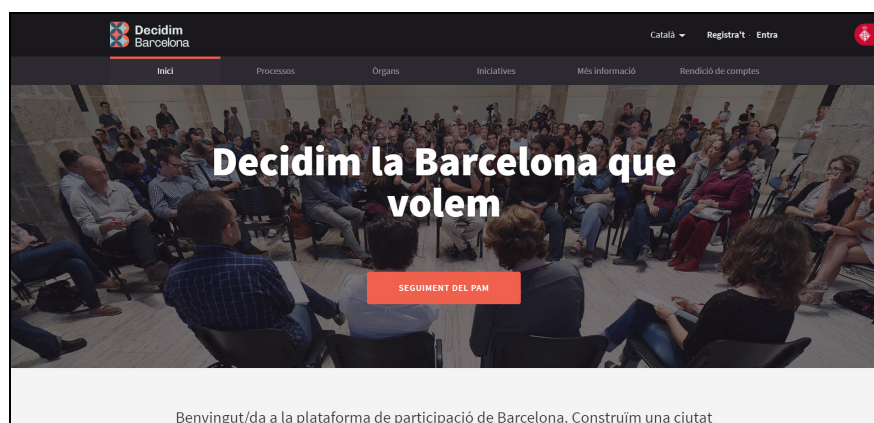 Decidim
Barcelona
Català
Registra't · Entra
Inici
Processos
Òrgans
Iniciatives
Més informació
Rendició de comptes
Decidim la Barcelona que
volem
SEGUIMENT DEL PAM
Benvingut/da a la plataforma de participació de Barcelona. Construïm una ciutat